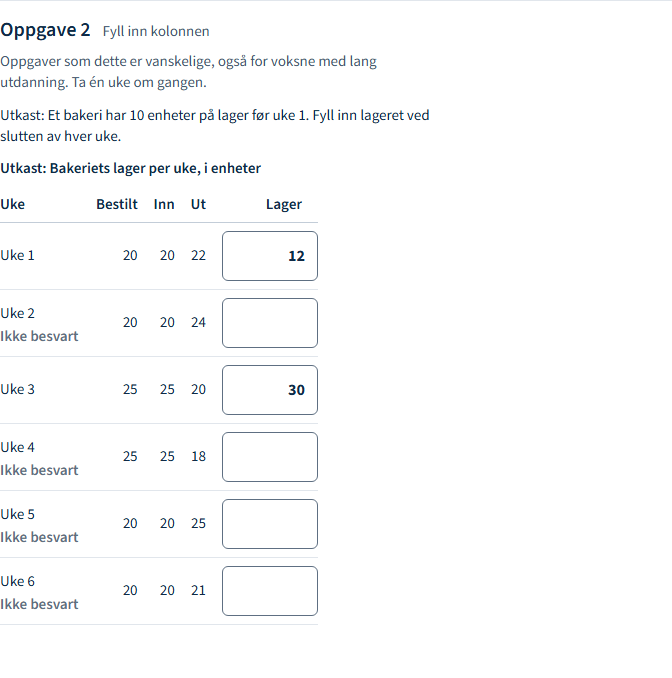 Oppgave 2 Fyll inn kolonnen
Oppgaver som dette er vanskelige, også for voksne med lang
utdanning. Ta én uke om gangen.
Utkast: Et bakeri har 10 enheter på lager før uke 1. Fyll inn lageret ved
slutten av hver uke.
Utkast: Bakeriets lager per uke, i enheter
Uke Bestilt Inn Ut Lager
Uke 1 20 20 22 12
Uke 2 20 20 24
Ikke besvart
Uke 3 25 25 20 30
Uke 4 25 25 18
Ikke besvart
Uke 5 20 20 25
Ikke besvart
Uke 6 20 20 21
Ikke besvart